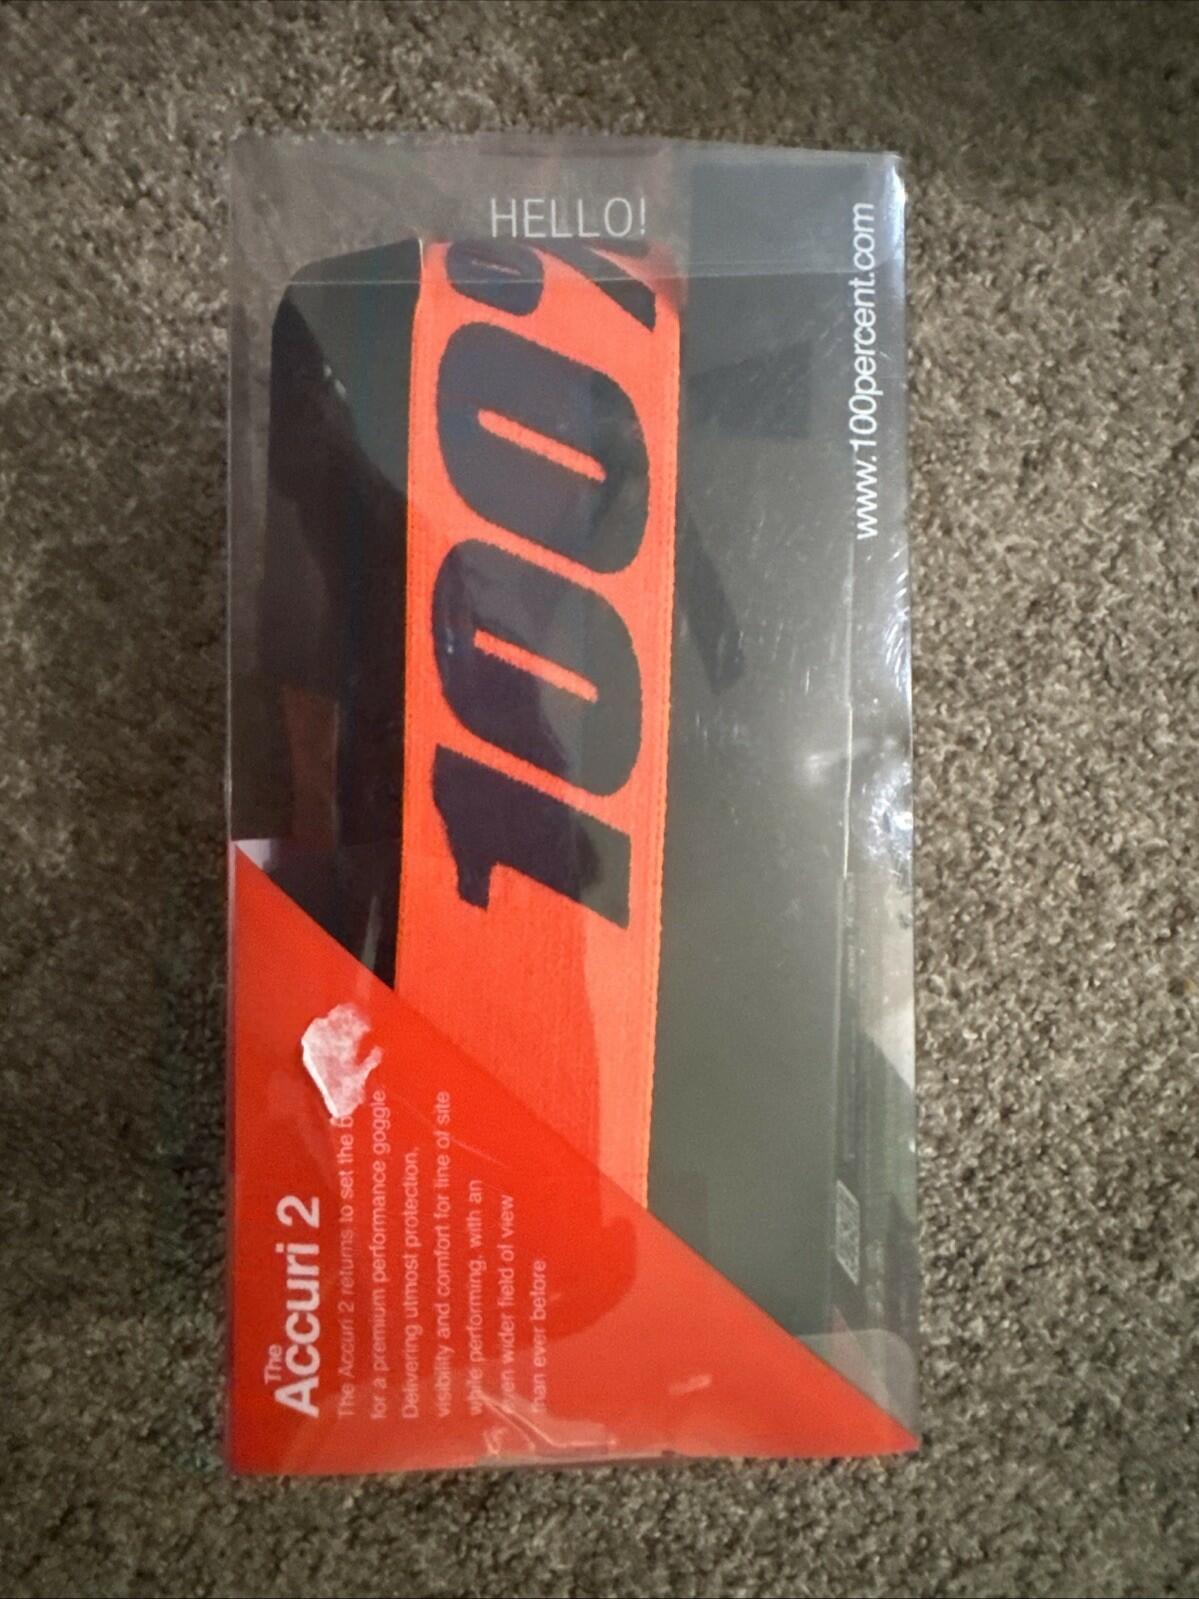 HELLO!
100%
www.100percent.com
The
Accuri 2
The Accuri 2 returns to set the
for a premium performance goggle.
Delivering utmost protection,
visibility and comfort for line of site
while performing, with an
even wider field of view
than ever before